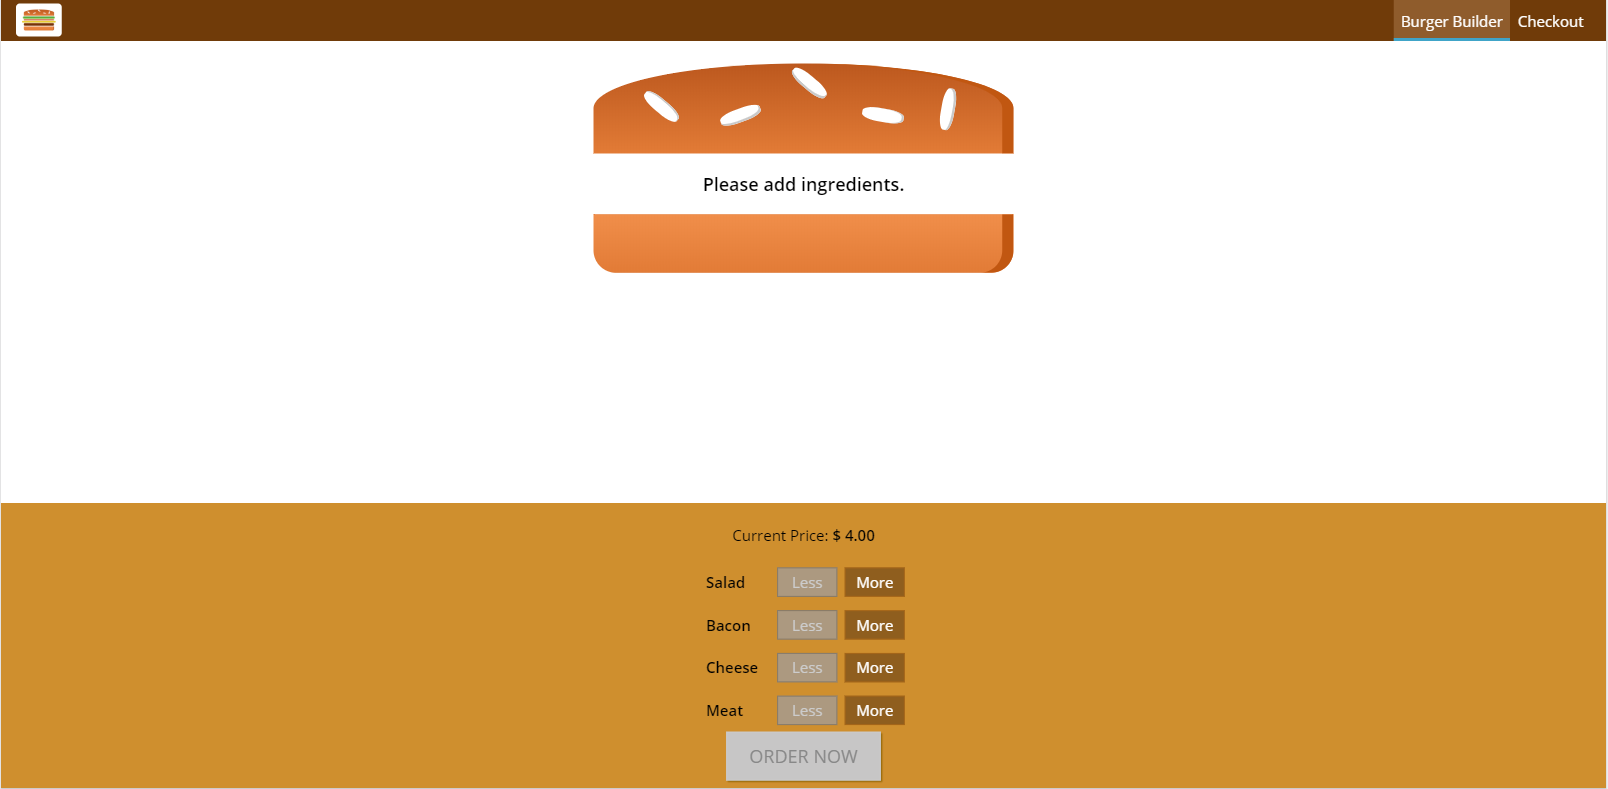 Burger Builder Checkout
Please add ingredients.
Current Price: $ 4.00
Salad Less More
Bacon Less More
Cheese Less More
Meat Less More
ORDER NOW